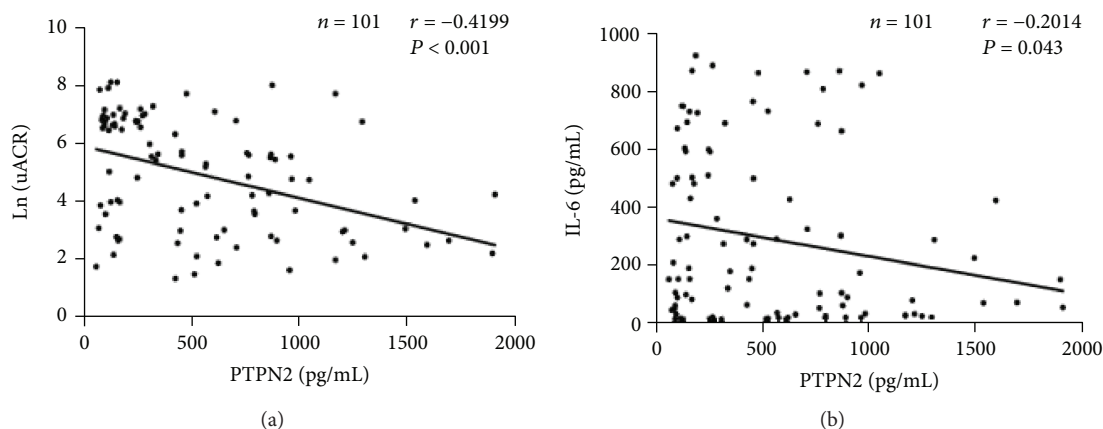 n = 101 r = −0.4199
P < 0.001
10
8
6
4
2
0
Ln (uACR)
0 500 1000 1500 2000
PTPN2 (pg/mL)
(a)
n = 101 r = −0.2014
P = 0.043
1000
800
600
400
200
0
IL-6 (pg/mL)
0 500 1000 1500 2000
PTPN2 (pg/mL)
(b)